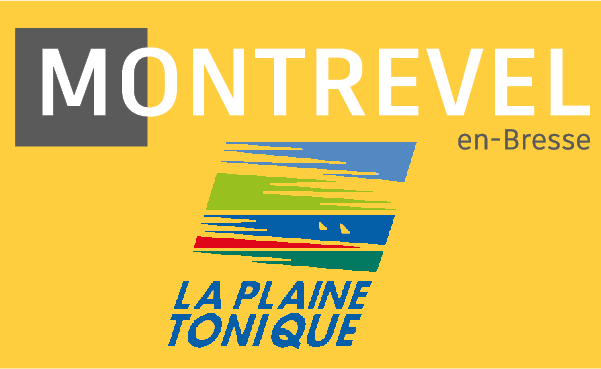 MONTREVEL
en-Bresse
LA PLAINE
TONIQUE